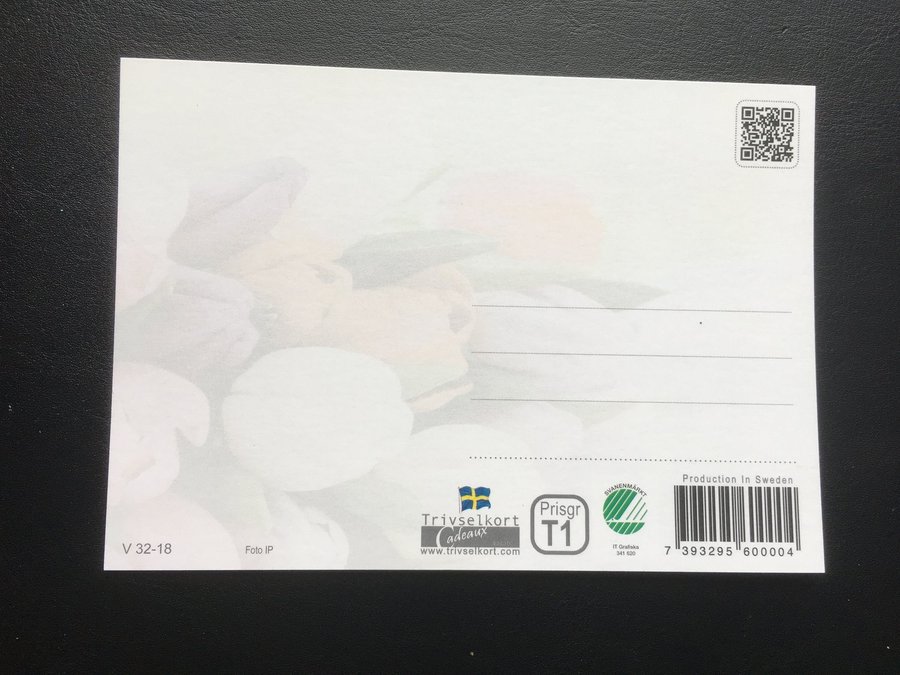 Production In Sweden
SVANENMÄRKT
Trivselkort
Cadeaux
www.trivselkort.com
Prisgr
T1
IT Grafiska
341 620
7 393295 600004
V 32-18
Foto IP